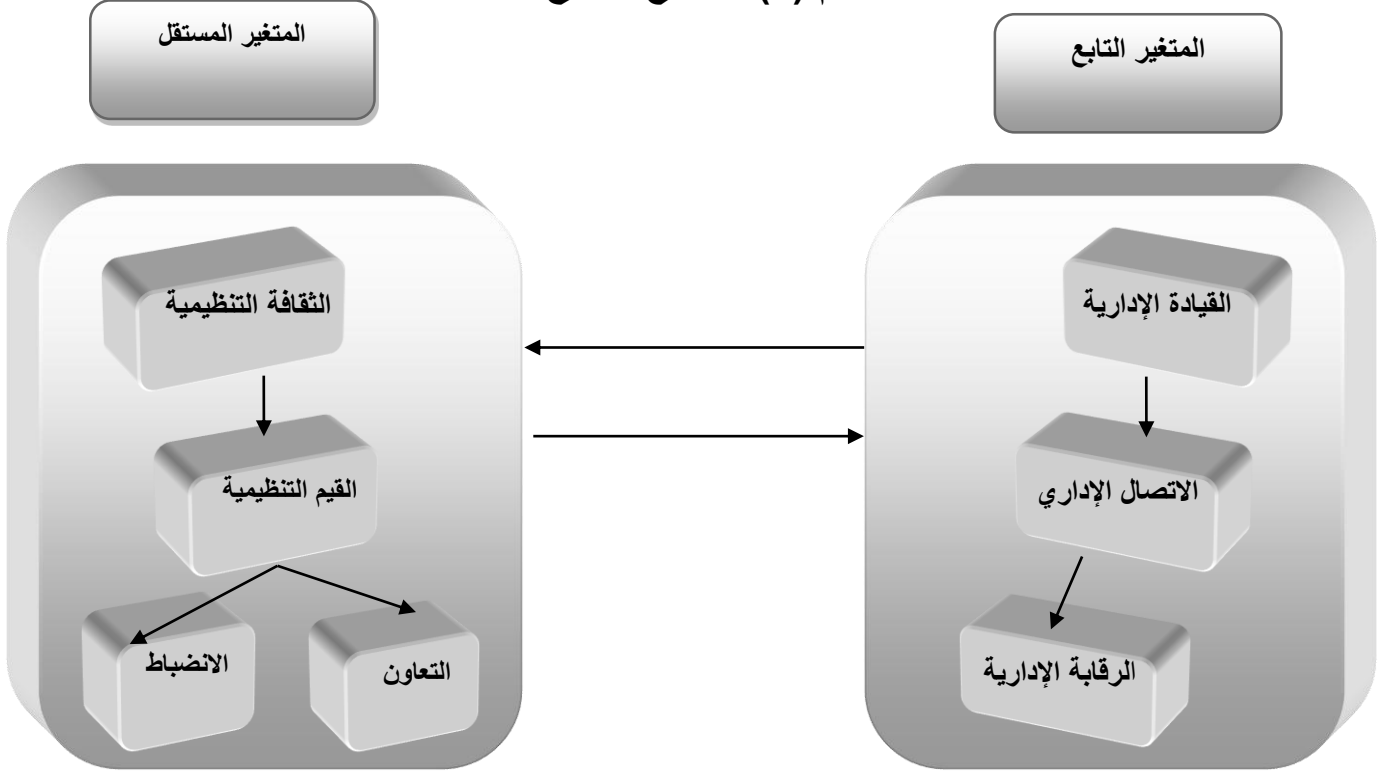 المتغير التابع
المتغير المستقل
القيادة الإدارية
الاتصال الإداري
الرقابة الإدارية
الثقافة التنظيمية
القيم التنظيمية
التعاون
الانضباط